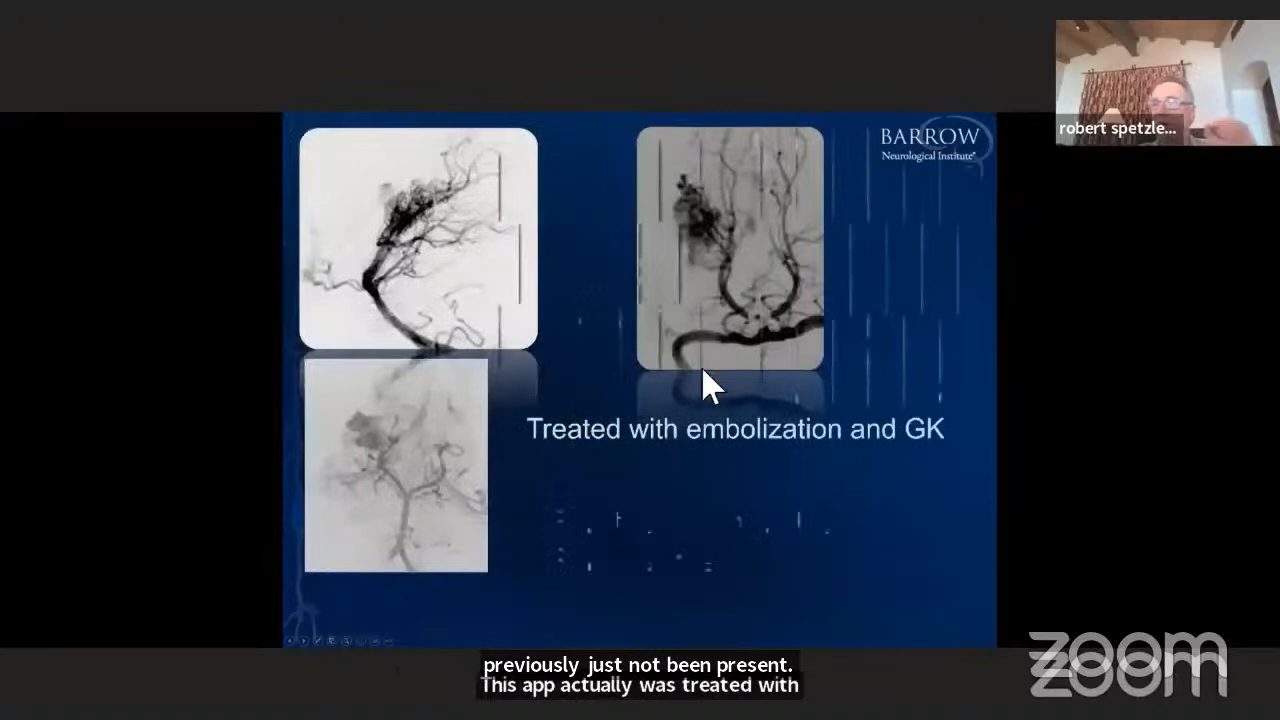 robert spetzle...
BARROW
Neurological Institute®
Treated with embolization and GK
previously just not been present.
This app actually was treated with
zoom